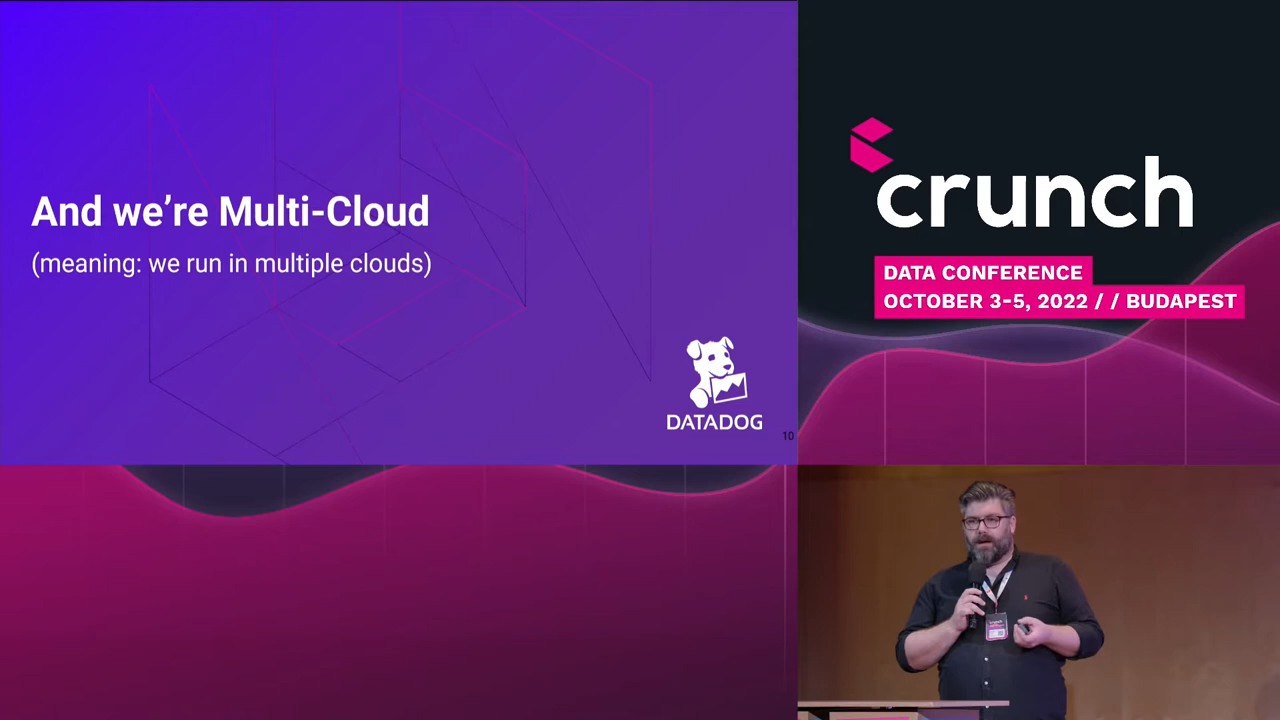 And we’re Multi-Cloud
(meaning: we run in multiple clouds)
DATADOG
10
crunch
DATA CONFERENCE
OCTOBER 3-5, 2022 / / BUDAPEST